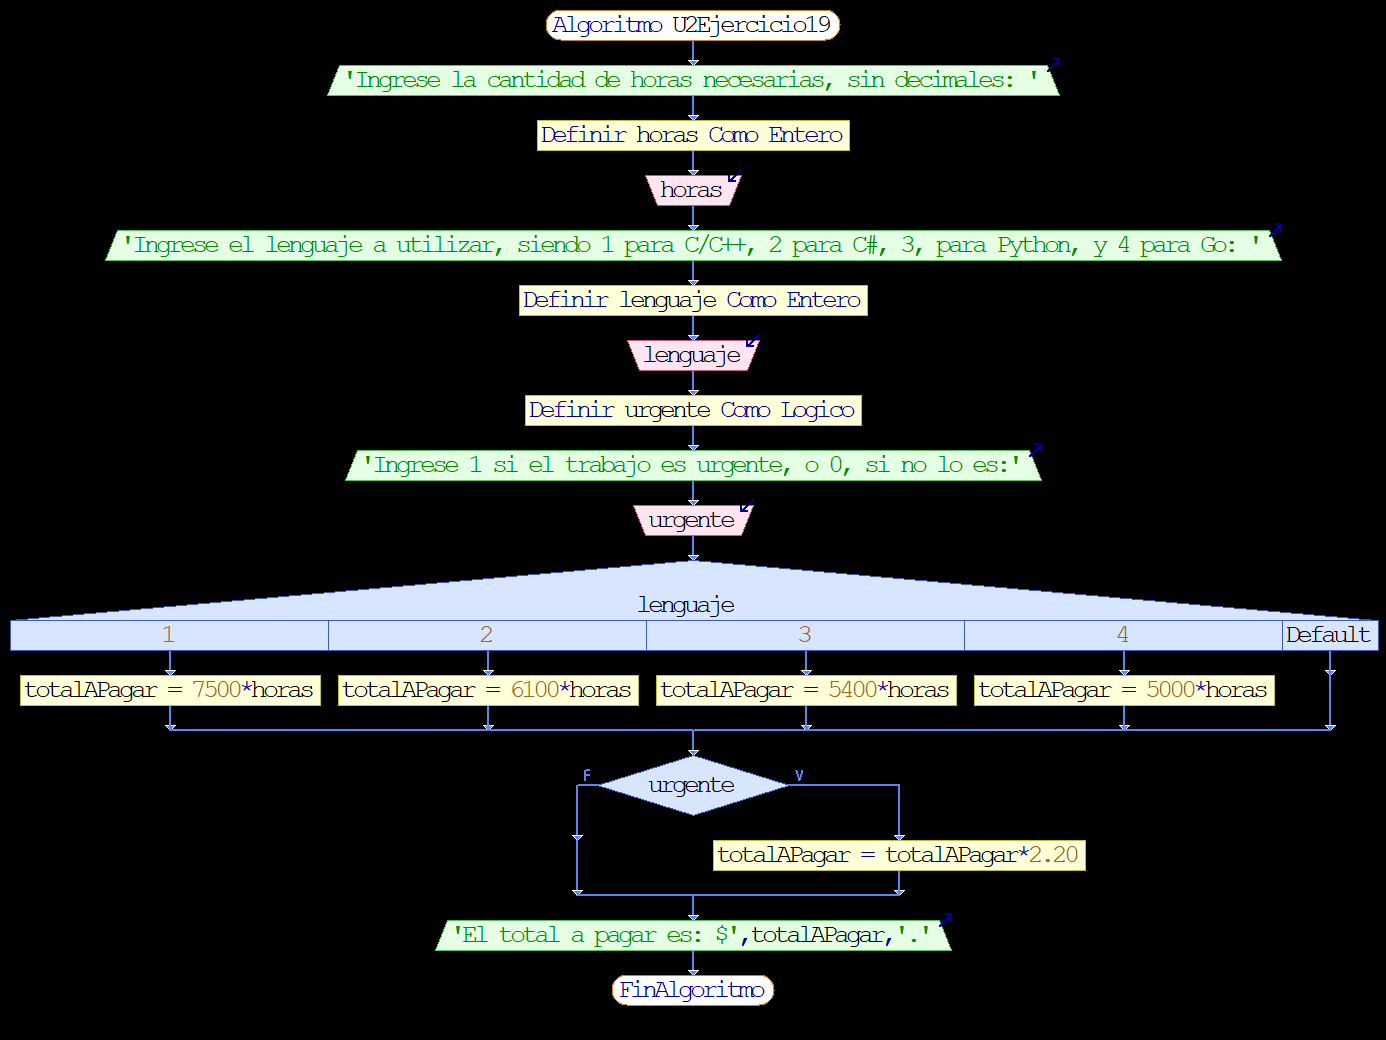 Algoritmo U2Ejercicio19
'Ingrese la cantidad de horas necesarias, sin decimales: '
Definir horas Como Entero
horas
'Ingrese el lenguaje a utilizar, siendo 1 para C/C++, 2 para C#, 3, para Python, y 4 para Go: '
Definir lenguaje Como Entero
lenguaje
Definir urgente Como Logico
'Ingrese 1 si el trabajo es urgente, o 0, si no lo es:'
urgente
lenguaje
1 2 3 4 Default
totalAPagar = 7500*horas totalAPagar = 6100*horas totalAPagar = 5400*horas totalAPagar = 5000*horas
F urgente V
totalAPagar = totalAPagar*2.20
'El total a pagar es: $',totalAPagar,'.'
FinAlgoritmo